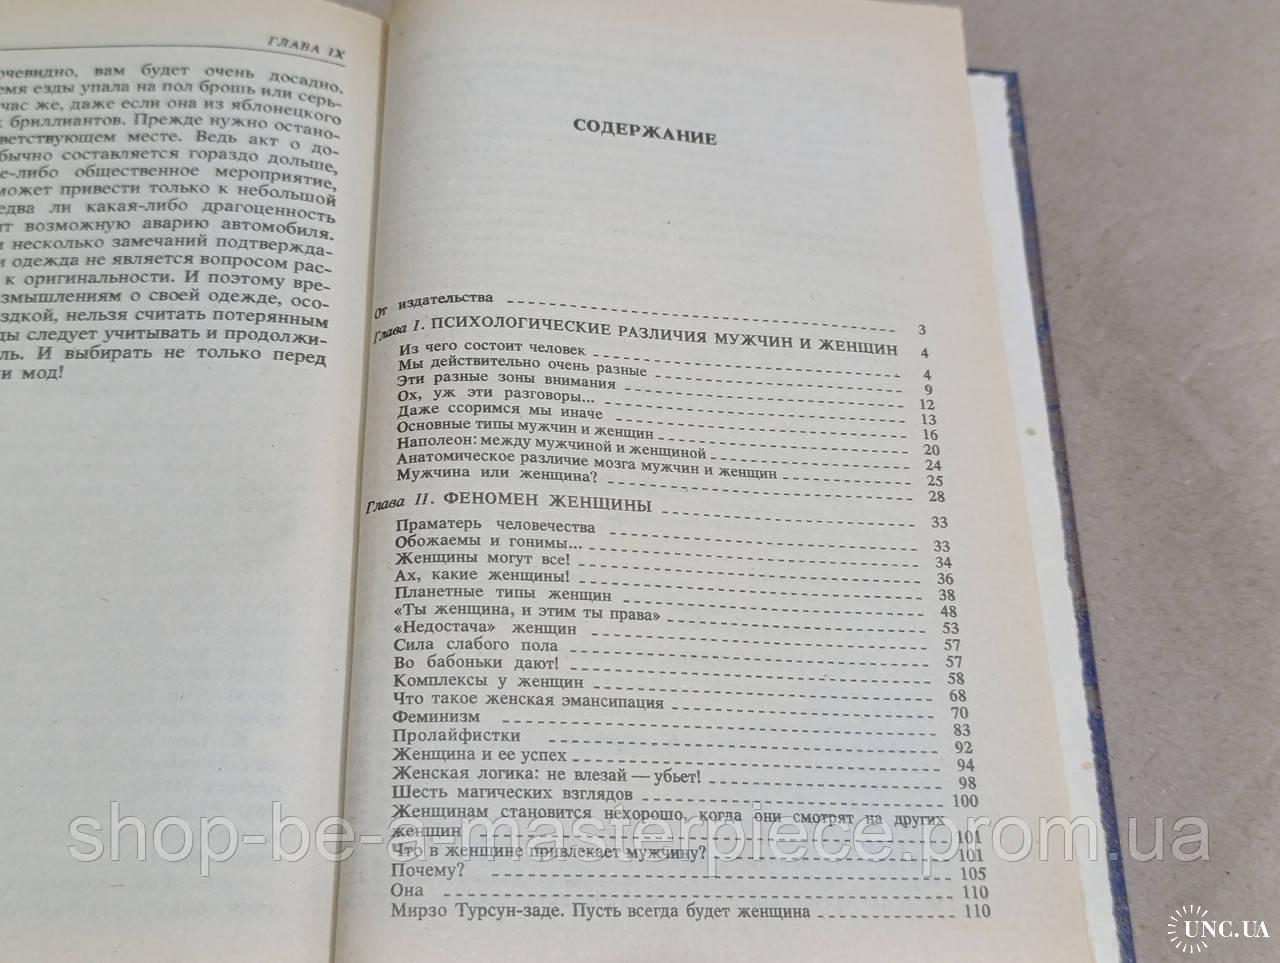 ГЛАВА IX
очевидно, вам будет очень досадно.
емя езды упала на пол брошь или серь-
час же, даже если она из яблонецкого
бриллиантов. Прежде нужно остано-
ветствующем месте. Ведь акт о до-
бычно составляется гораздо дольше,
е-либо общественное мероприятие,
может привести только к небольшой
едва ли какая-либо драгоценность
ит возможную аварию автомобиля.
и несколько замечаний подтвержда-
и одежда не является вопросом рас-
к оригинальности. И поэтому вре-
змышлениям о своей одежде, осо-
здкой, нельзя считать потерянным
ды следует учитывать и продолжи-
ль. И выбирать не только перед
и мод!
СОДЕРЖАНИЕ
От издательства 3
Глава I. ПСИХОЛОГИЧЕСКИЕ РАЗЛИЧИЯ МУЖЧИН И ЖЕНЩИН 4
Из чего состоит человек 4
Мы действительно очень разные 9
Эти разные зоны внимания 12
Ох, уж эти разговоры... 13
Даже ссоримся мы иначе 16
Основные типы мужчин и женщин 20
Наполеон: между мужчиной и женщиной 24
Анатомическое различие мозга мужчин и женщин 25
Мужчина или женщина? 28
Глава II. ФЕНОМЕН ЖЕНЩИНЫ 33
Праматерь человечества 33
Обожаемы и гонимы... 34
Женщины могут все! 36
Ах, какие женщины! 38
Планетные типы женщин 48
«Ты женщина, и этим ты права» 53
«Недостача» женщин 57
Сила слабого пола 57
Во бабоньки дают! 58
Комплексы у женщин 68
Что такое женская эмансипация 70
Феминизм 83
Пролайфистки 92
Женщина и ее успех 94
Женская логика: не влезай — убьет! 98
Шесть магических взглядов 100
Женщинам становится нехорошо, когда они смотрят на других
женщин 101
Что в женщине привлекает мужчину? 101
Почему? 105
Она 110
Мирзо Турсун-заде. Пусть всегда будет женщина 110
shop-be-a-masterpiece.prom.ua
UNC.UA